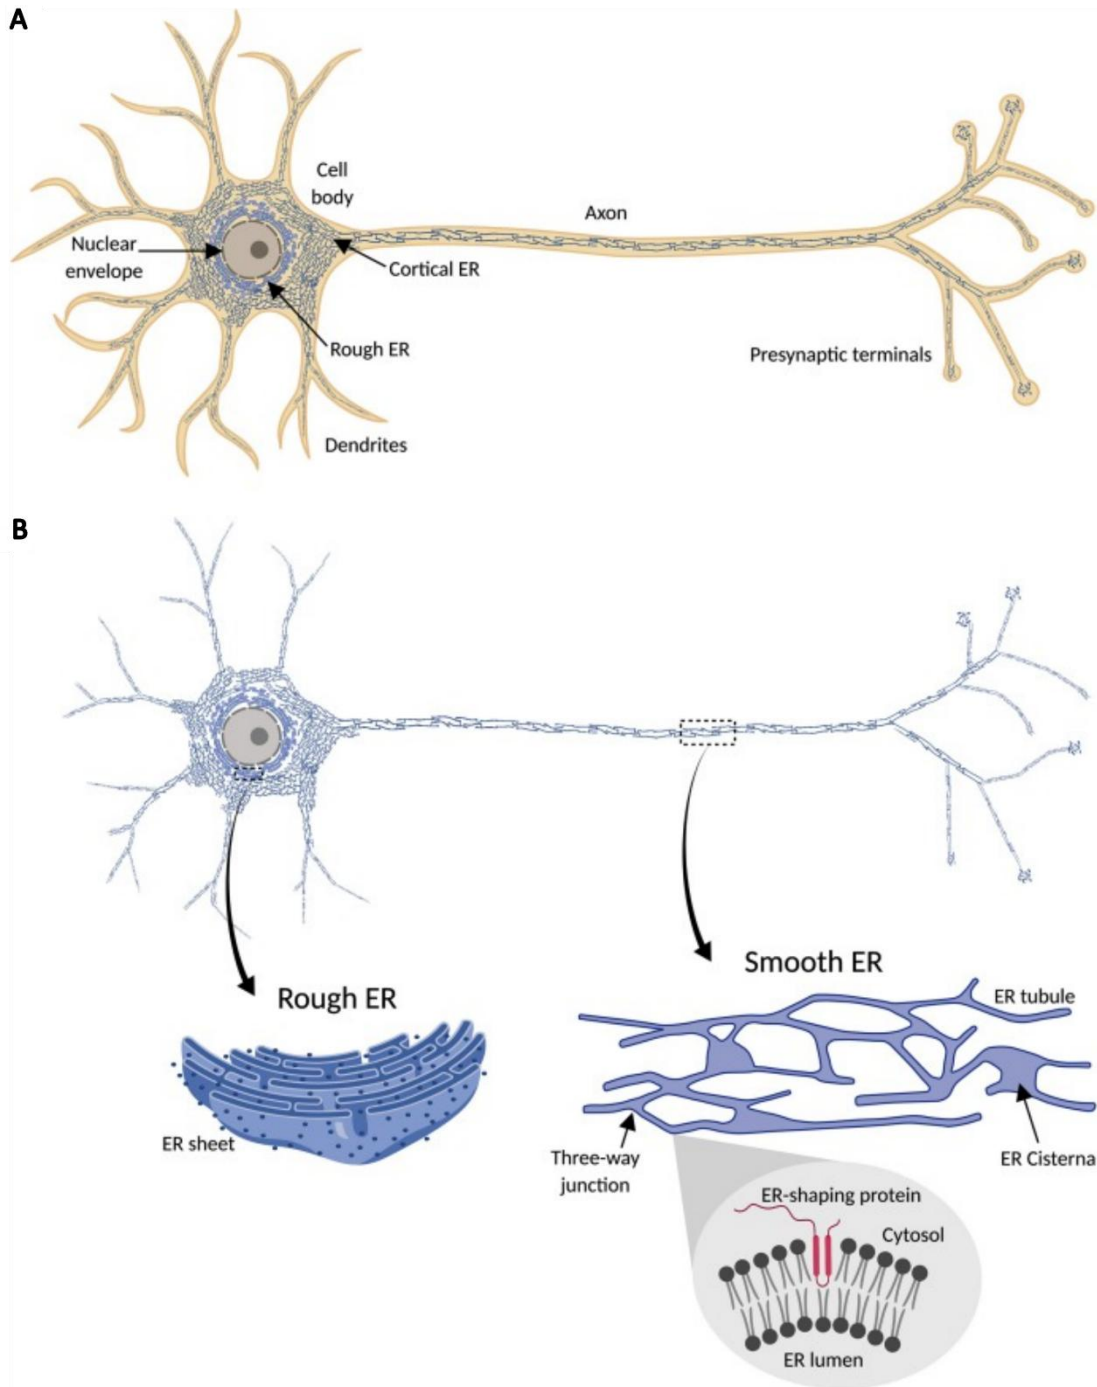 A
Cell
body
Axon
Nuclear
envelope
Cortical ER
Rough ER
Presynaptic terminals
Dendrites
B
Smooth ER
Rough ER
ER tubule
ER sheet
Three-way
junction
ER Cisterna
ER-shaping protein
Cytosol
ER lumen